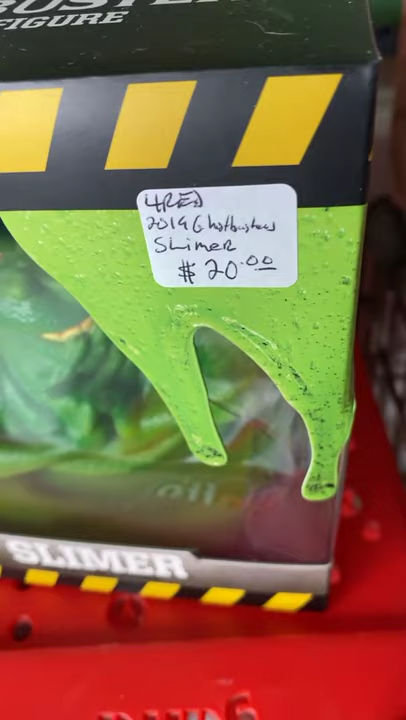 FIGURE
4RED
2019 Ghostbusters
SLIMER
$20.00
SLIMER